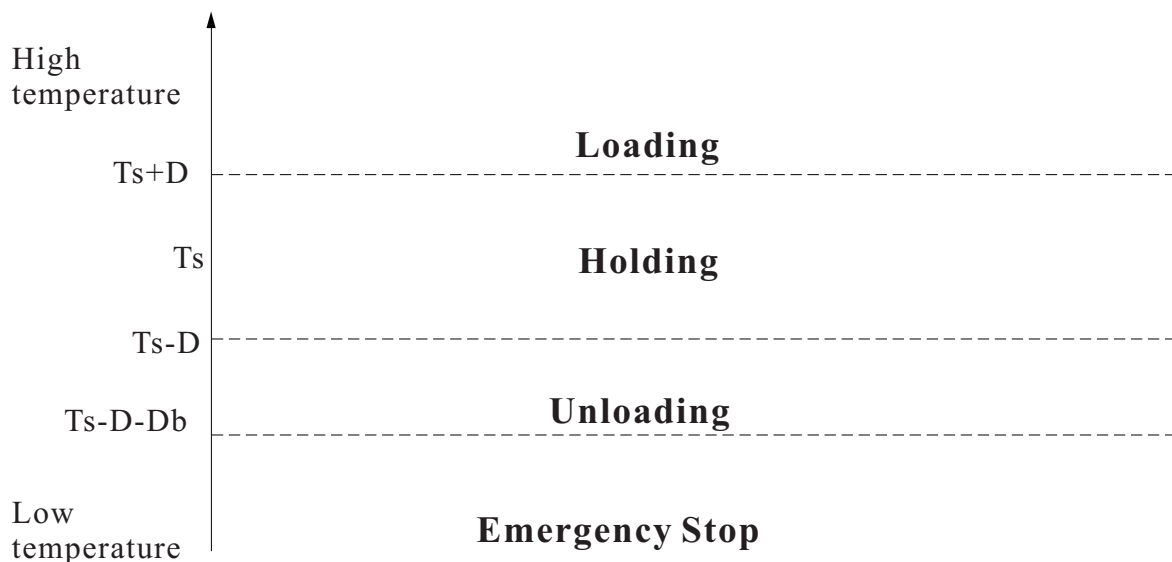 High
temperature
Loading
Ts+D
Ts
Holding
Ts-D
Unloading
Ts-D-Db
Low
temperature
Emergency Stop